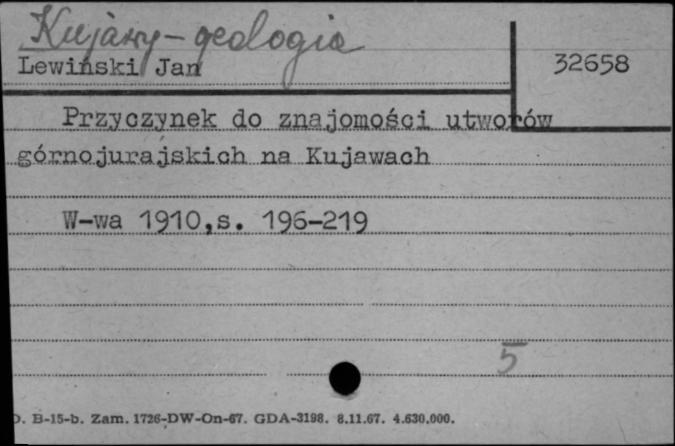 Kujawy - geologia
Lewiński Jan
32658
Przyczynek do znajomości utworów
górnojurajskich na Kujawach
W-wa 1910,s. 196-219
5
. B-15-b. Zam. 1726-DW-On-67. GDA-3198. 8.11.67. 4.630.000.